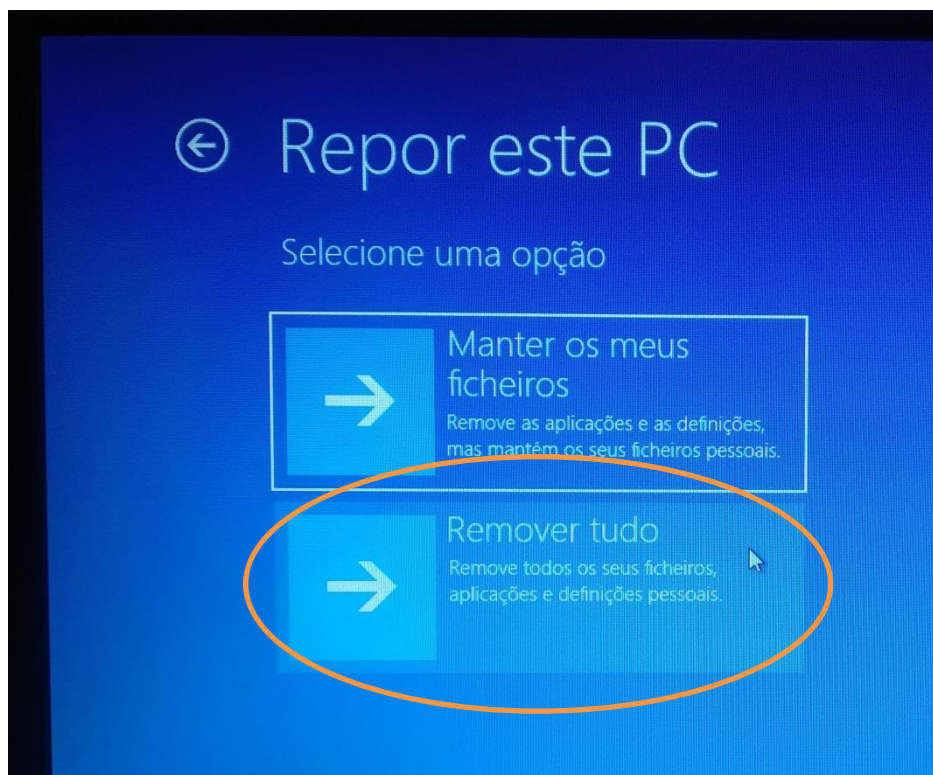 Repor este PC
Selecione uma opção
Manter os meus
ficheiros
Remove as aplicações e as definições,
mas mantém os seus ficheiros pessoais.
Remover tudo
Remove todos os seus ficheiros,
aplicações e definições pessoais.